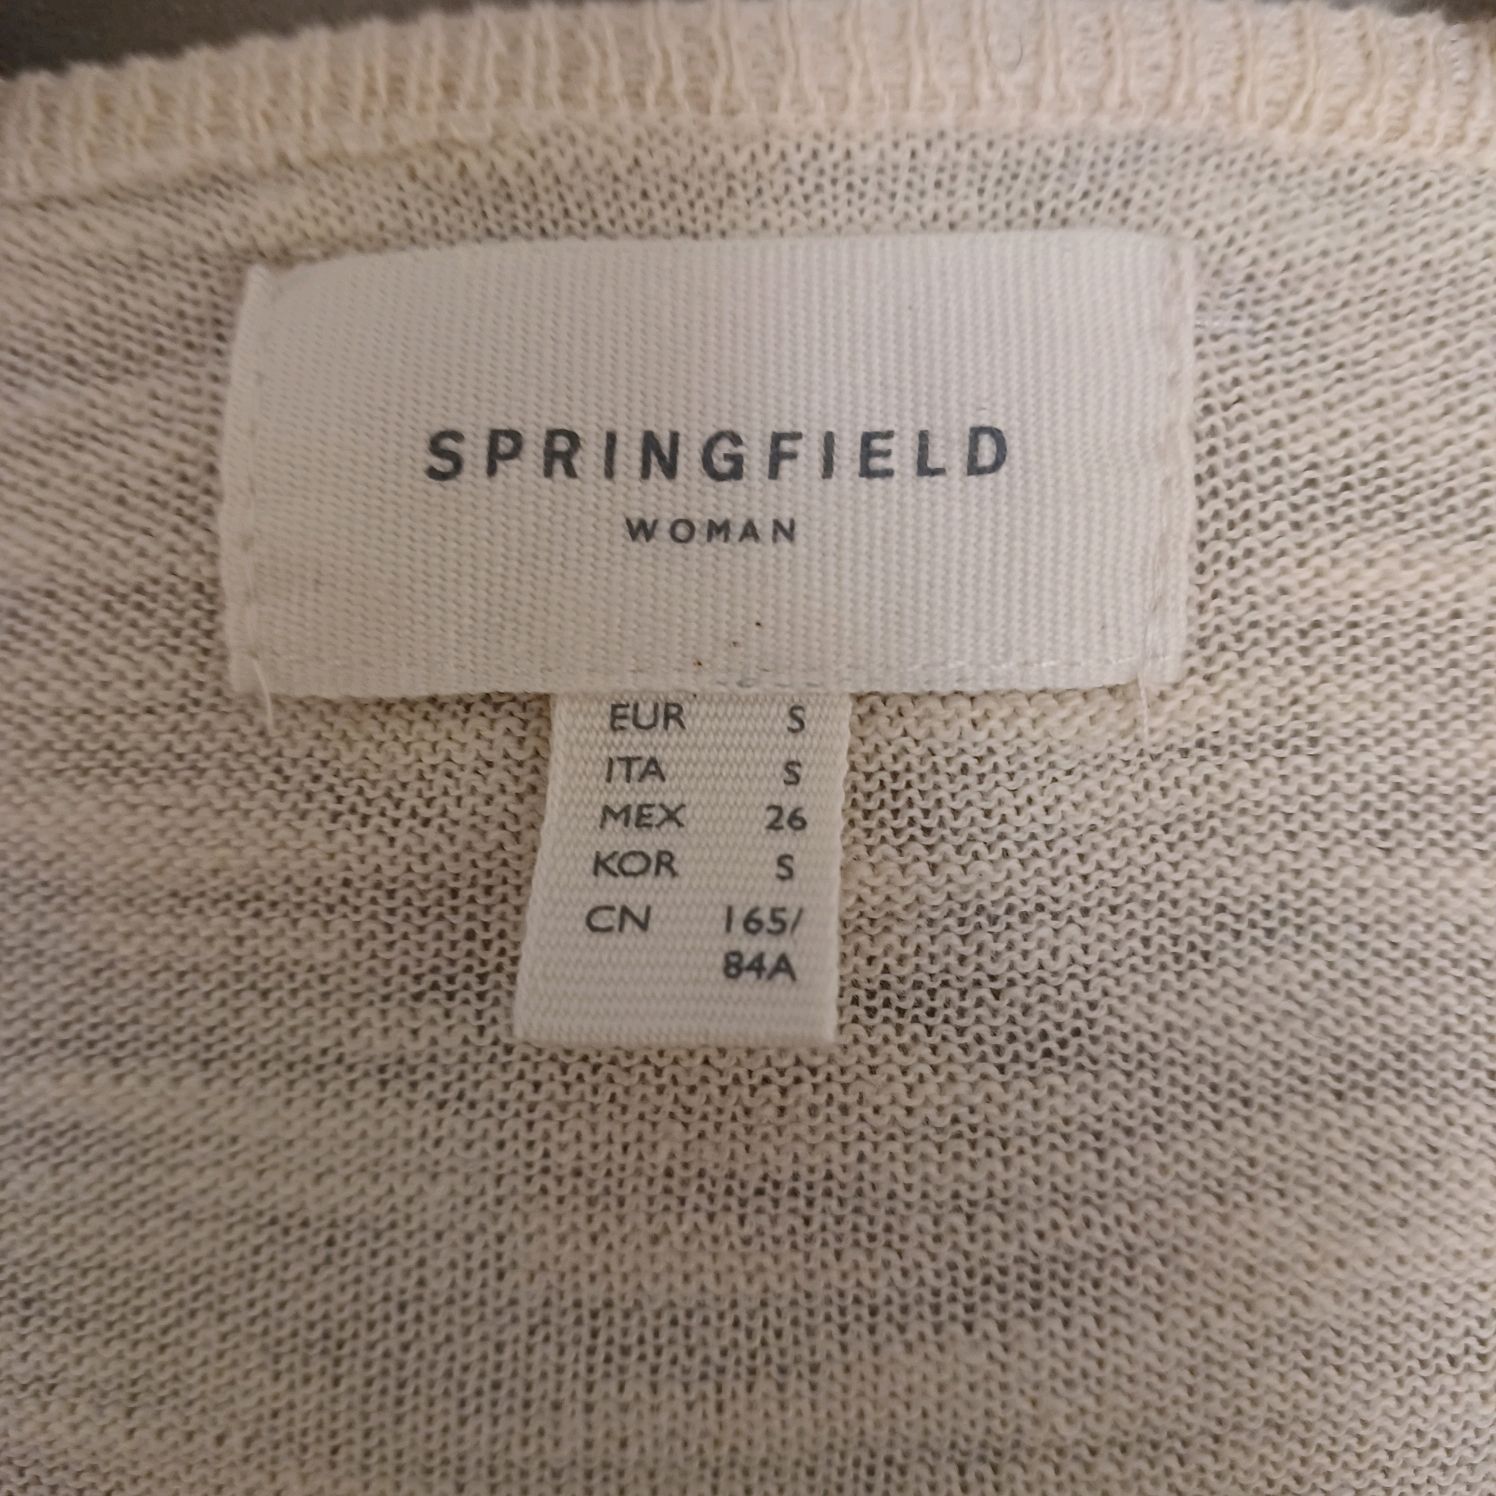 SPRINGFIELD
WOMAN
EUR S
ITA S
MEX 26
KOR S
CN 165/
84A